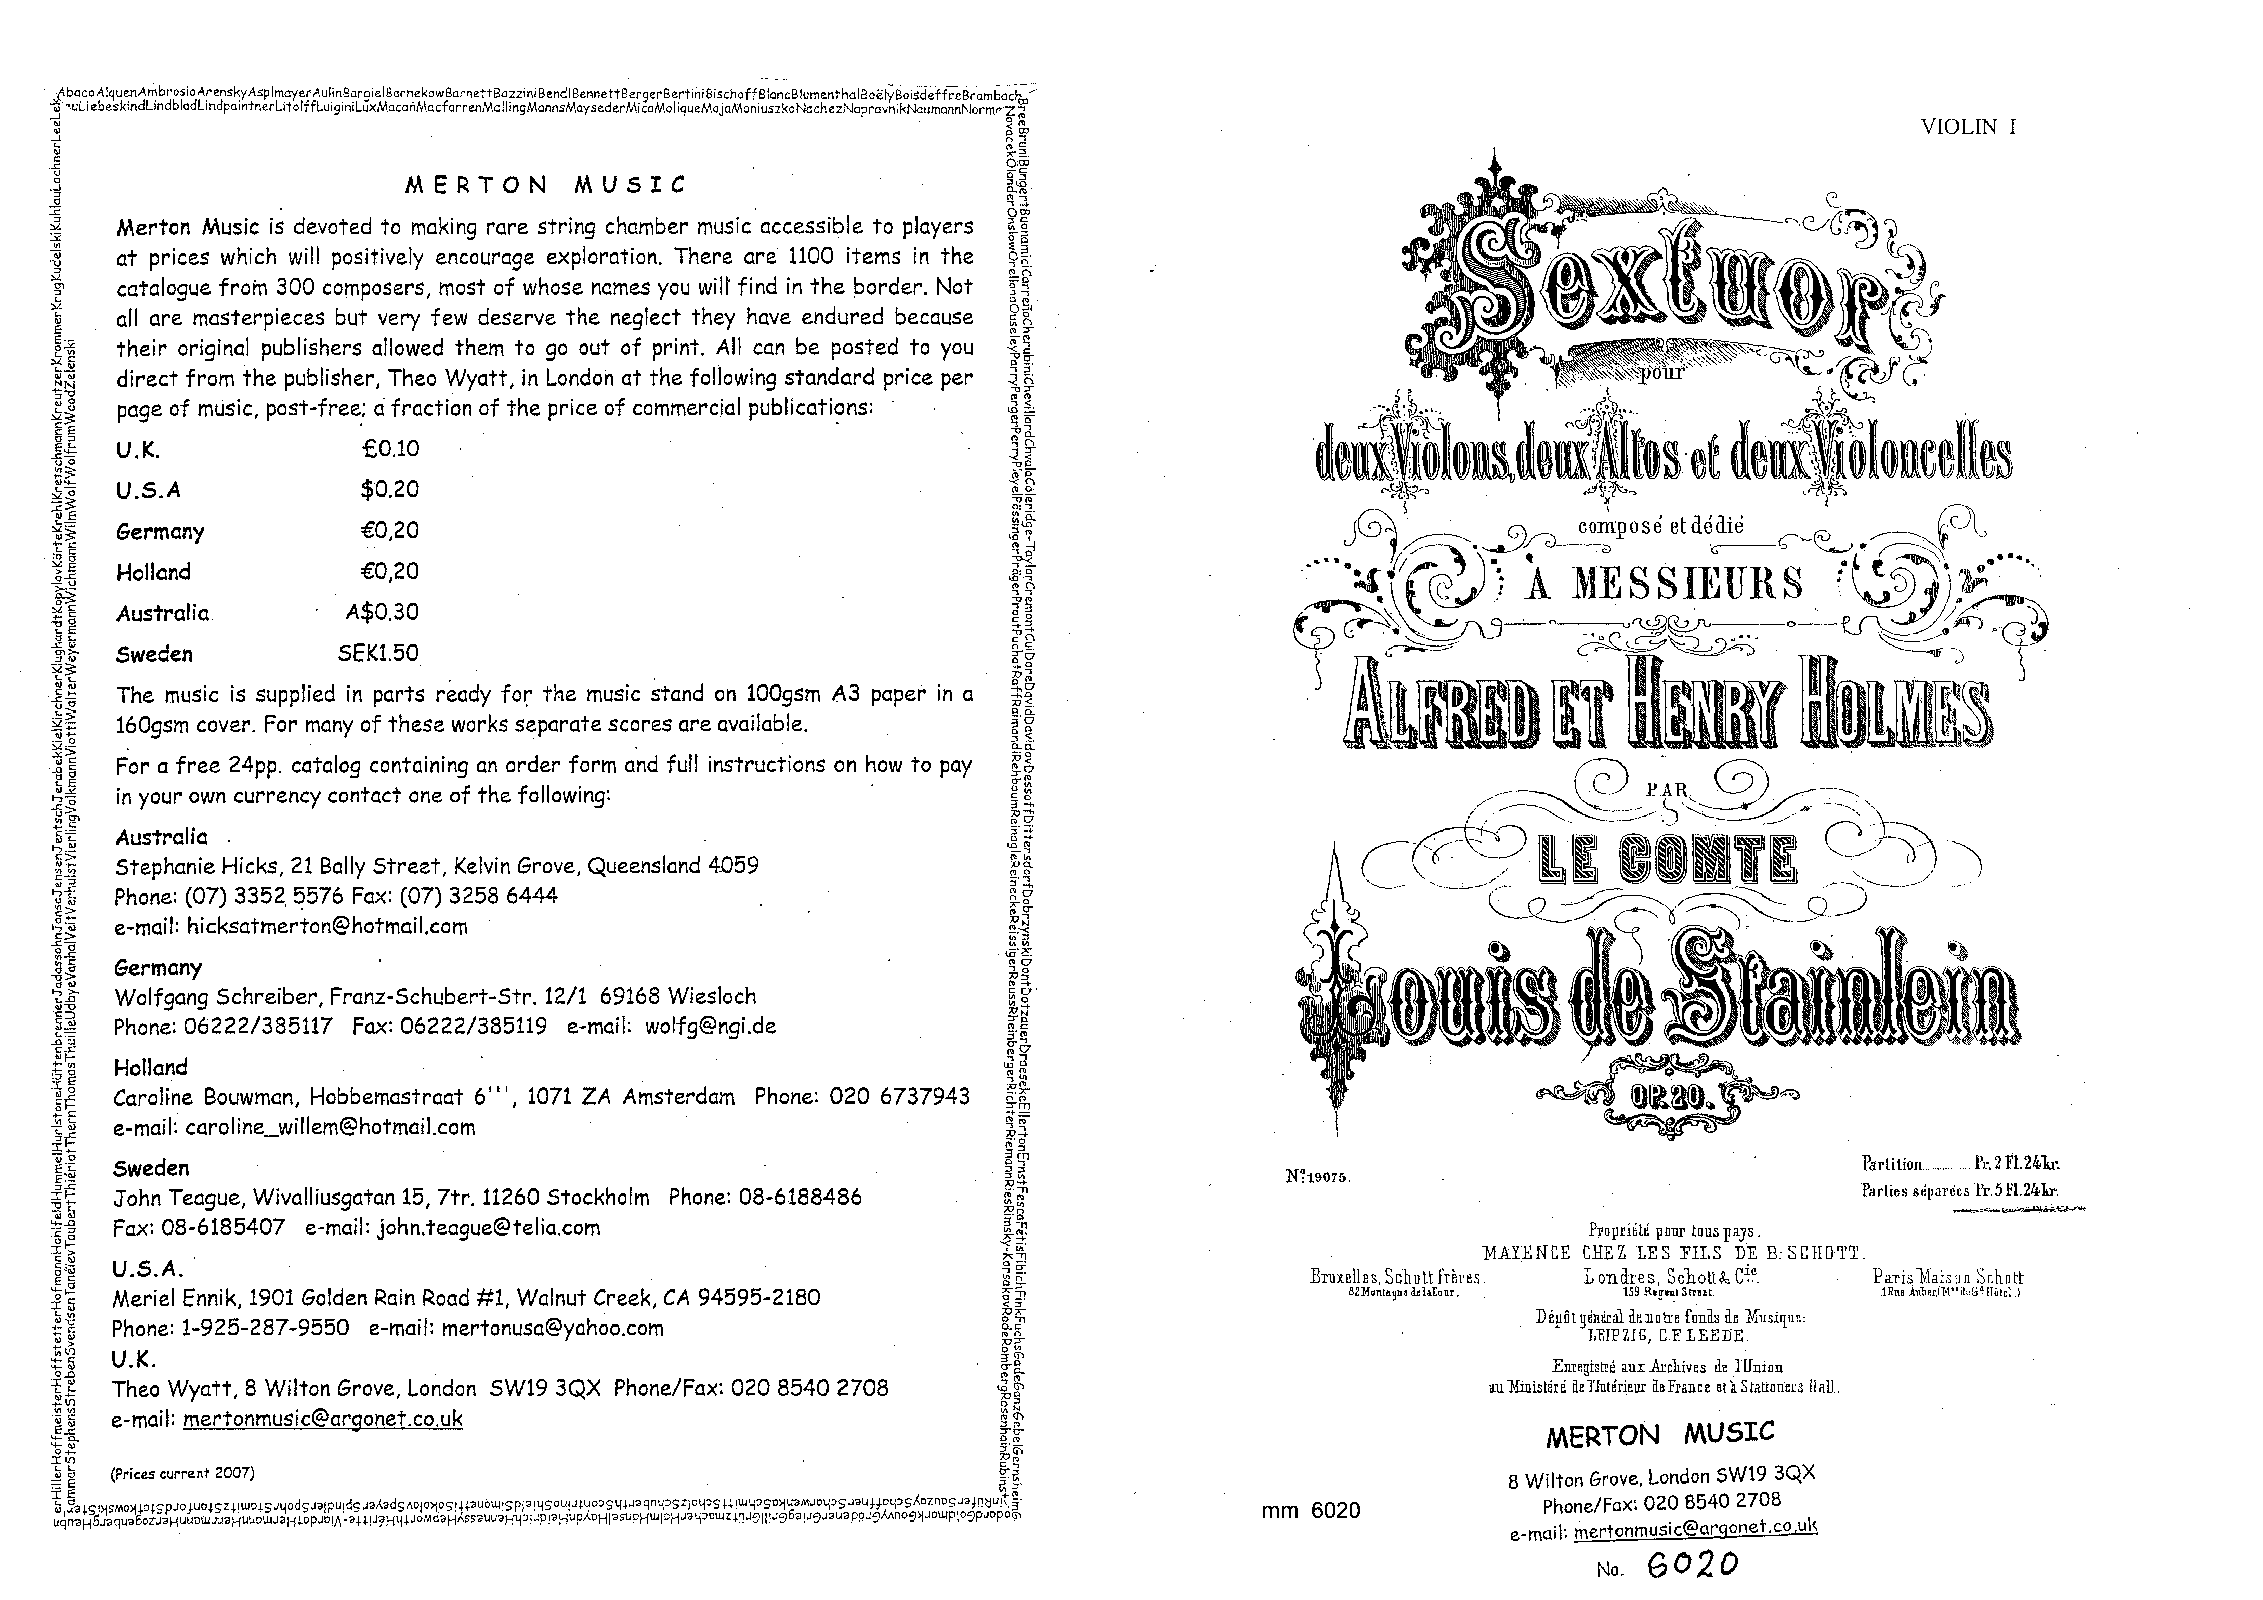 AbacoAlquenAmbrosioArenskyAsplmayerAulinBargielBarnekowBarnettBazziniBendlBennettBergerBertiniBischoffBlancBlumenthalBoëlyBoisdeffreBrambach
LiebeskindLindbladLindpaintnerLitolffLuiginiLuxMacanMacfarrenMallingMannsMaysederMicaMoliqueMojaMoniuszkoNachezNapravnikNaumannNorman
MERTON MUSIC
Merton Music is devoted to making rare string chamber music accessible to players
at prices which will positively encourage exploration. There are 1100 items in the
catalogue from 300 composers, most of whose names you will find in the border. Not
all are masterpieces but very few deserve the neglect they have endured because
their original publishers allowed them to go out of print. All can be posted to you
direct from the publisher, Theo Wyatt, in London at the following standard price per
page of music, post-free; a fraction of the price of commercial publications:
U.K. £0.10
U.S.A $0.20
Germany €0,20
Holland €0,20
Australia A$0.30
Sweden SEK1.50
The music is supplied in parts ready for the music stand on 100gsm A3 paper in a
160gsm cover. For many of these works separate scores are available.
For a free 24pp. catalog containing an order form and full instructions on how to pay
in your own currency contact one of the following:
Australia
Stephanie Hicks, 21 Bally Street, Kelvin Grove, Queensland 4059
Phone: (07) 3352 5576 Fax: (07) 3258 6444
e-mail: hicksatmerton@hotmail.com
Germany
Wolfgang Schreiber, Franz-Schubert-Str. 12/1 69168 Wiesloch
Phone: 06222/385117 Fax: 06222/385119 e-mail: wolfg@ngi.de
Holland
Caroline Bouwman, Hobbemastraat 6''', 1071 ZA Amsterdam Phone: 020 6737943
e-mail: caroline_willem@hotmail.com
Sweden
John Teague, Wivalliusgatan 15, 7tr. 11260 Stockholm Phone: 08-6188486
Fax: 08-6185407 e-mail: john.teague@telia.com
U.S.A.
Meriel Ennik, 1901 Golden Rain Road #1, Walnut Creek, CA 94595-2180
Phone: 1-925-287-9550 e-mail: mertonusa@yahoo.com
U.K.
Theo Wyatt, 8 Wilton Grove, London SW19 3QX Phone/Fax: 020 8540 2708
e-mail: mertonmusic@argonet.co.uk
(Prices current 2007)
VIOLIN I
Sextuor
pour
deux Violons, deux Altos et deux Violoncelles
composé et dédié
À MESSIEURS
ALFRED ET HENRY HOLMES
PAR
LE COMTE
Louis de Stainlein
OP. 20.
No. 19075.
Partition ........ Pr. 2 Fl. 24 kr.
Parties séparées Pr. 5 Fl. 24 kr.
Propriété pour tous pays.
MAYENCE CHEZ LES FILS DE B. SCHOTT.
Bruxelles, Schott frères. Londres, Schott & Cie. Paris Maison Schott
82 Montagne de la Cour. 159 Regent Street. 1 Rue Auber (Mon du Gd Hôtel)
Dépôt général de notre fonds de Musique:
LEIPZIG, C.F. LEEDE.
Enregistré aux Archives de l'Union
au Ministére de l'Intérieur de France et à Stationers Hall.
MERTON MUSIC
8 Wilton Grove, London SW19 3QX
Phone/Fax: 020 8540 2708
mm 6020
e-mail: mertonmusic@argonet.co.uk
No. 6020